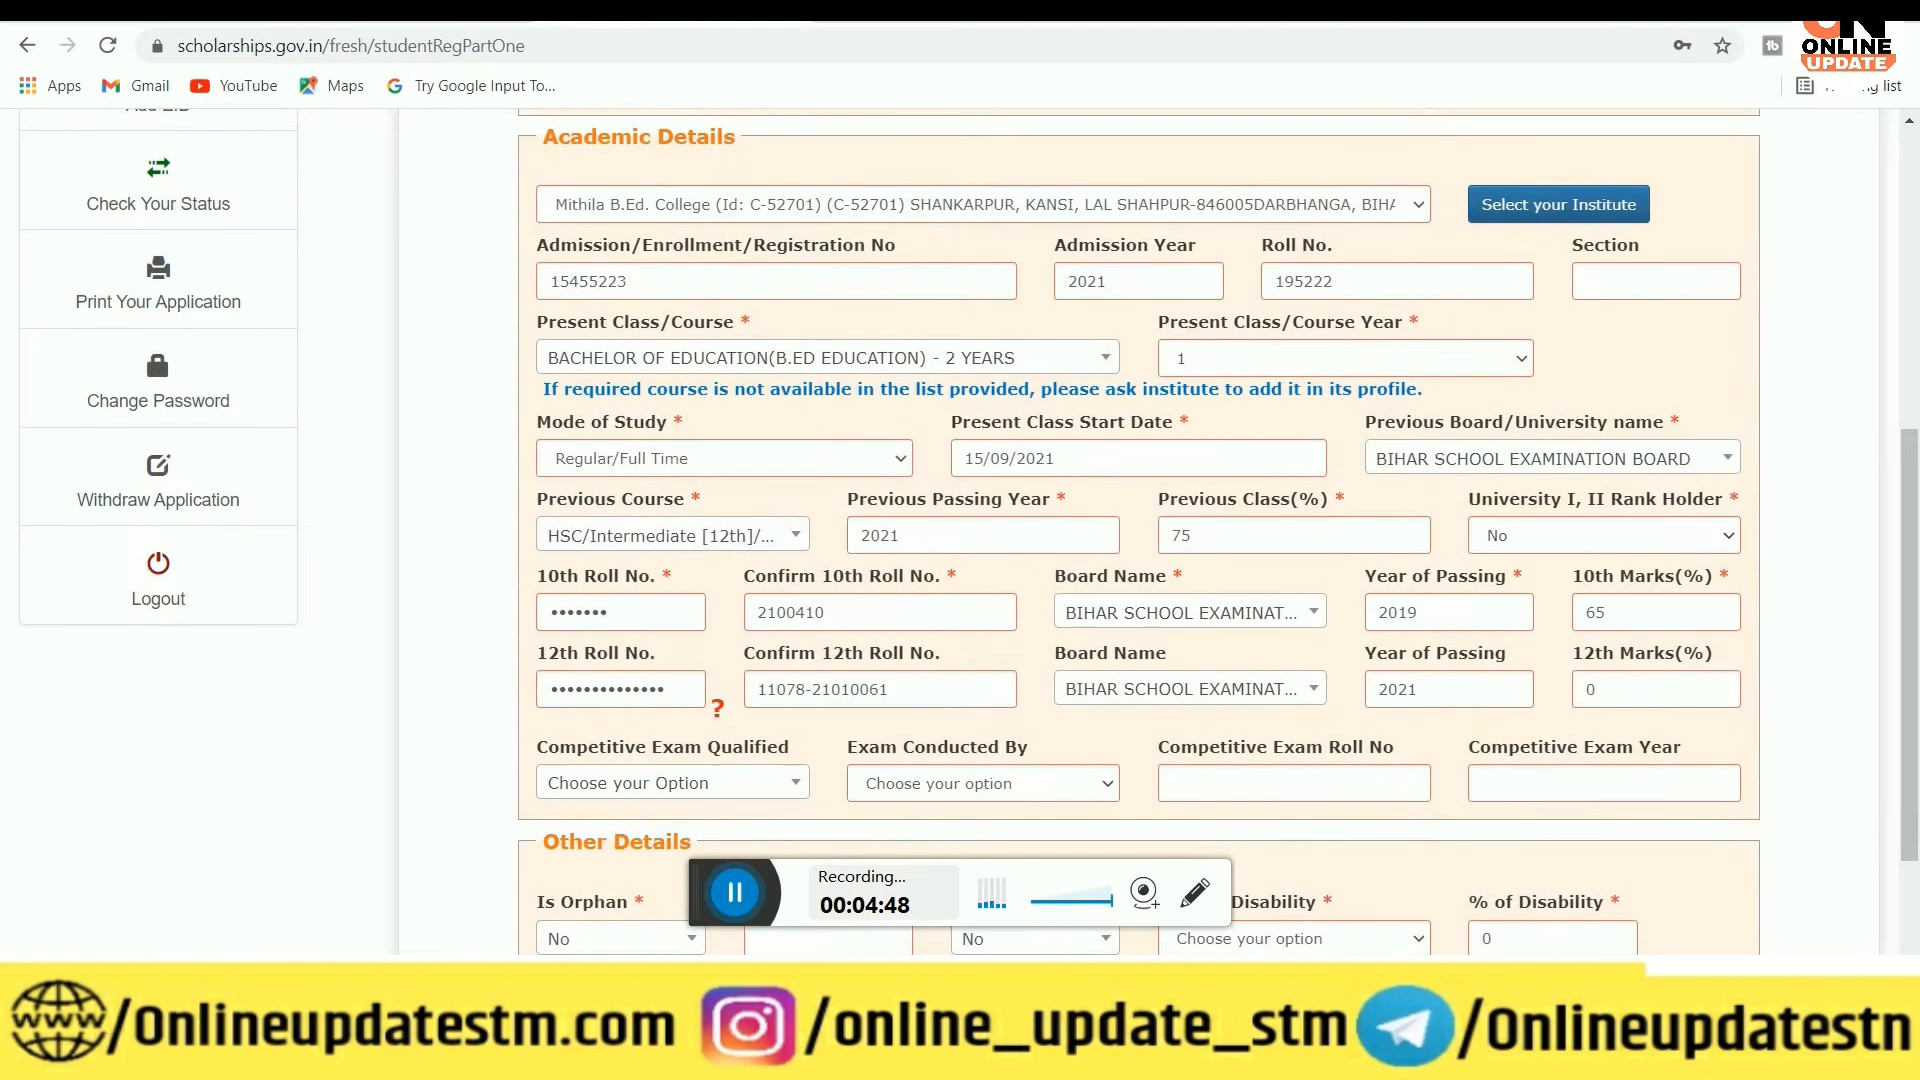 ONLINE
UPDATE
scholarships.gov.in/fresh/studentRegPartOne
Apps
Gmail
YouTube
Maps
Try Google Input To...
list
Check Your Status
Print Your Application
Change Password
Withdraw Application
Logout
Academic Details
Mithila B.Ed. College (Id: C-52701) (C-52701) SHANKARPUR, KANSI, LAL SHAHPUR-846005DARBHANGA, BIHA
Select your Institute
Admission/Enrollment/Registration No
Admission Year
Roll No.
Section
15455223
2021
195222
Present Class/Course *
Present Class/Course Year *
BACHELOR OF EDUCATION(B.ED EDUCATION) - 2 YEARS
1
If required course is not available in the list provided, please ask institute to add it in its profile.
Mode of Study *
Present Class Start Date *
Previous Board/University name *
Regular/Full Time
15/09/2021
BIHAR SCHOOL EXAMINATION BOARD
Previous Course *
Previous Passing Year *
Previous Class(%) *
University I, II Rank Holder *
HSC/Intermediate [12th]/...
2021
75
No
10th Roll No. *
Confirm 10th Roll No. *
Board Name *
Year of Passing *
10th Marks(%) *
•••••••
2100410
BIHAR SCHOOL EXAMINAT...
2019
65
12th Roll No.
Confirm 12th Roll No.
Board Name
Year of Passing
12th Marks(%)
••••••••••••••
?
11078-21010061
BIHAR SCHOOL EXAMINAT...
2021
0
Competitive Exam Qualified
Exam Conducted By
Competitive Exam Roll No
Competitive Exam Year
Choose your Option
Choose your option
Other Details
Recording...
00:04:48
Is Orphan *
Disability *
% of Disability *
No
No
Choose your option
0
/Onlineupdatestm.com
/online_update_stm
/Onlineupdatestn